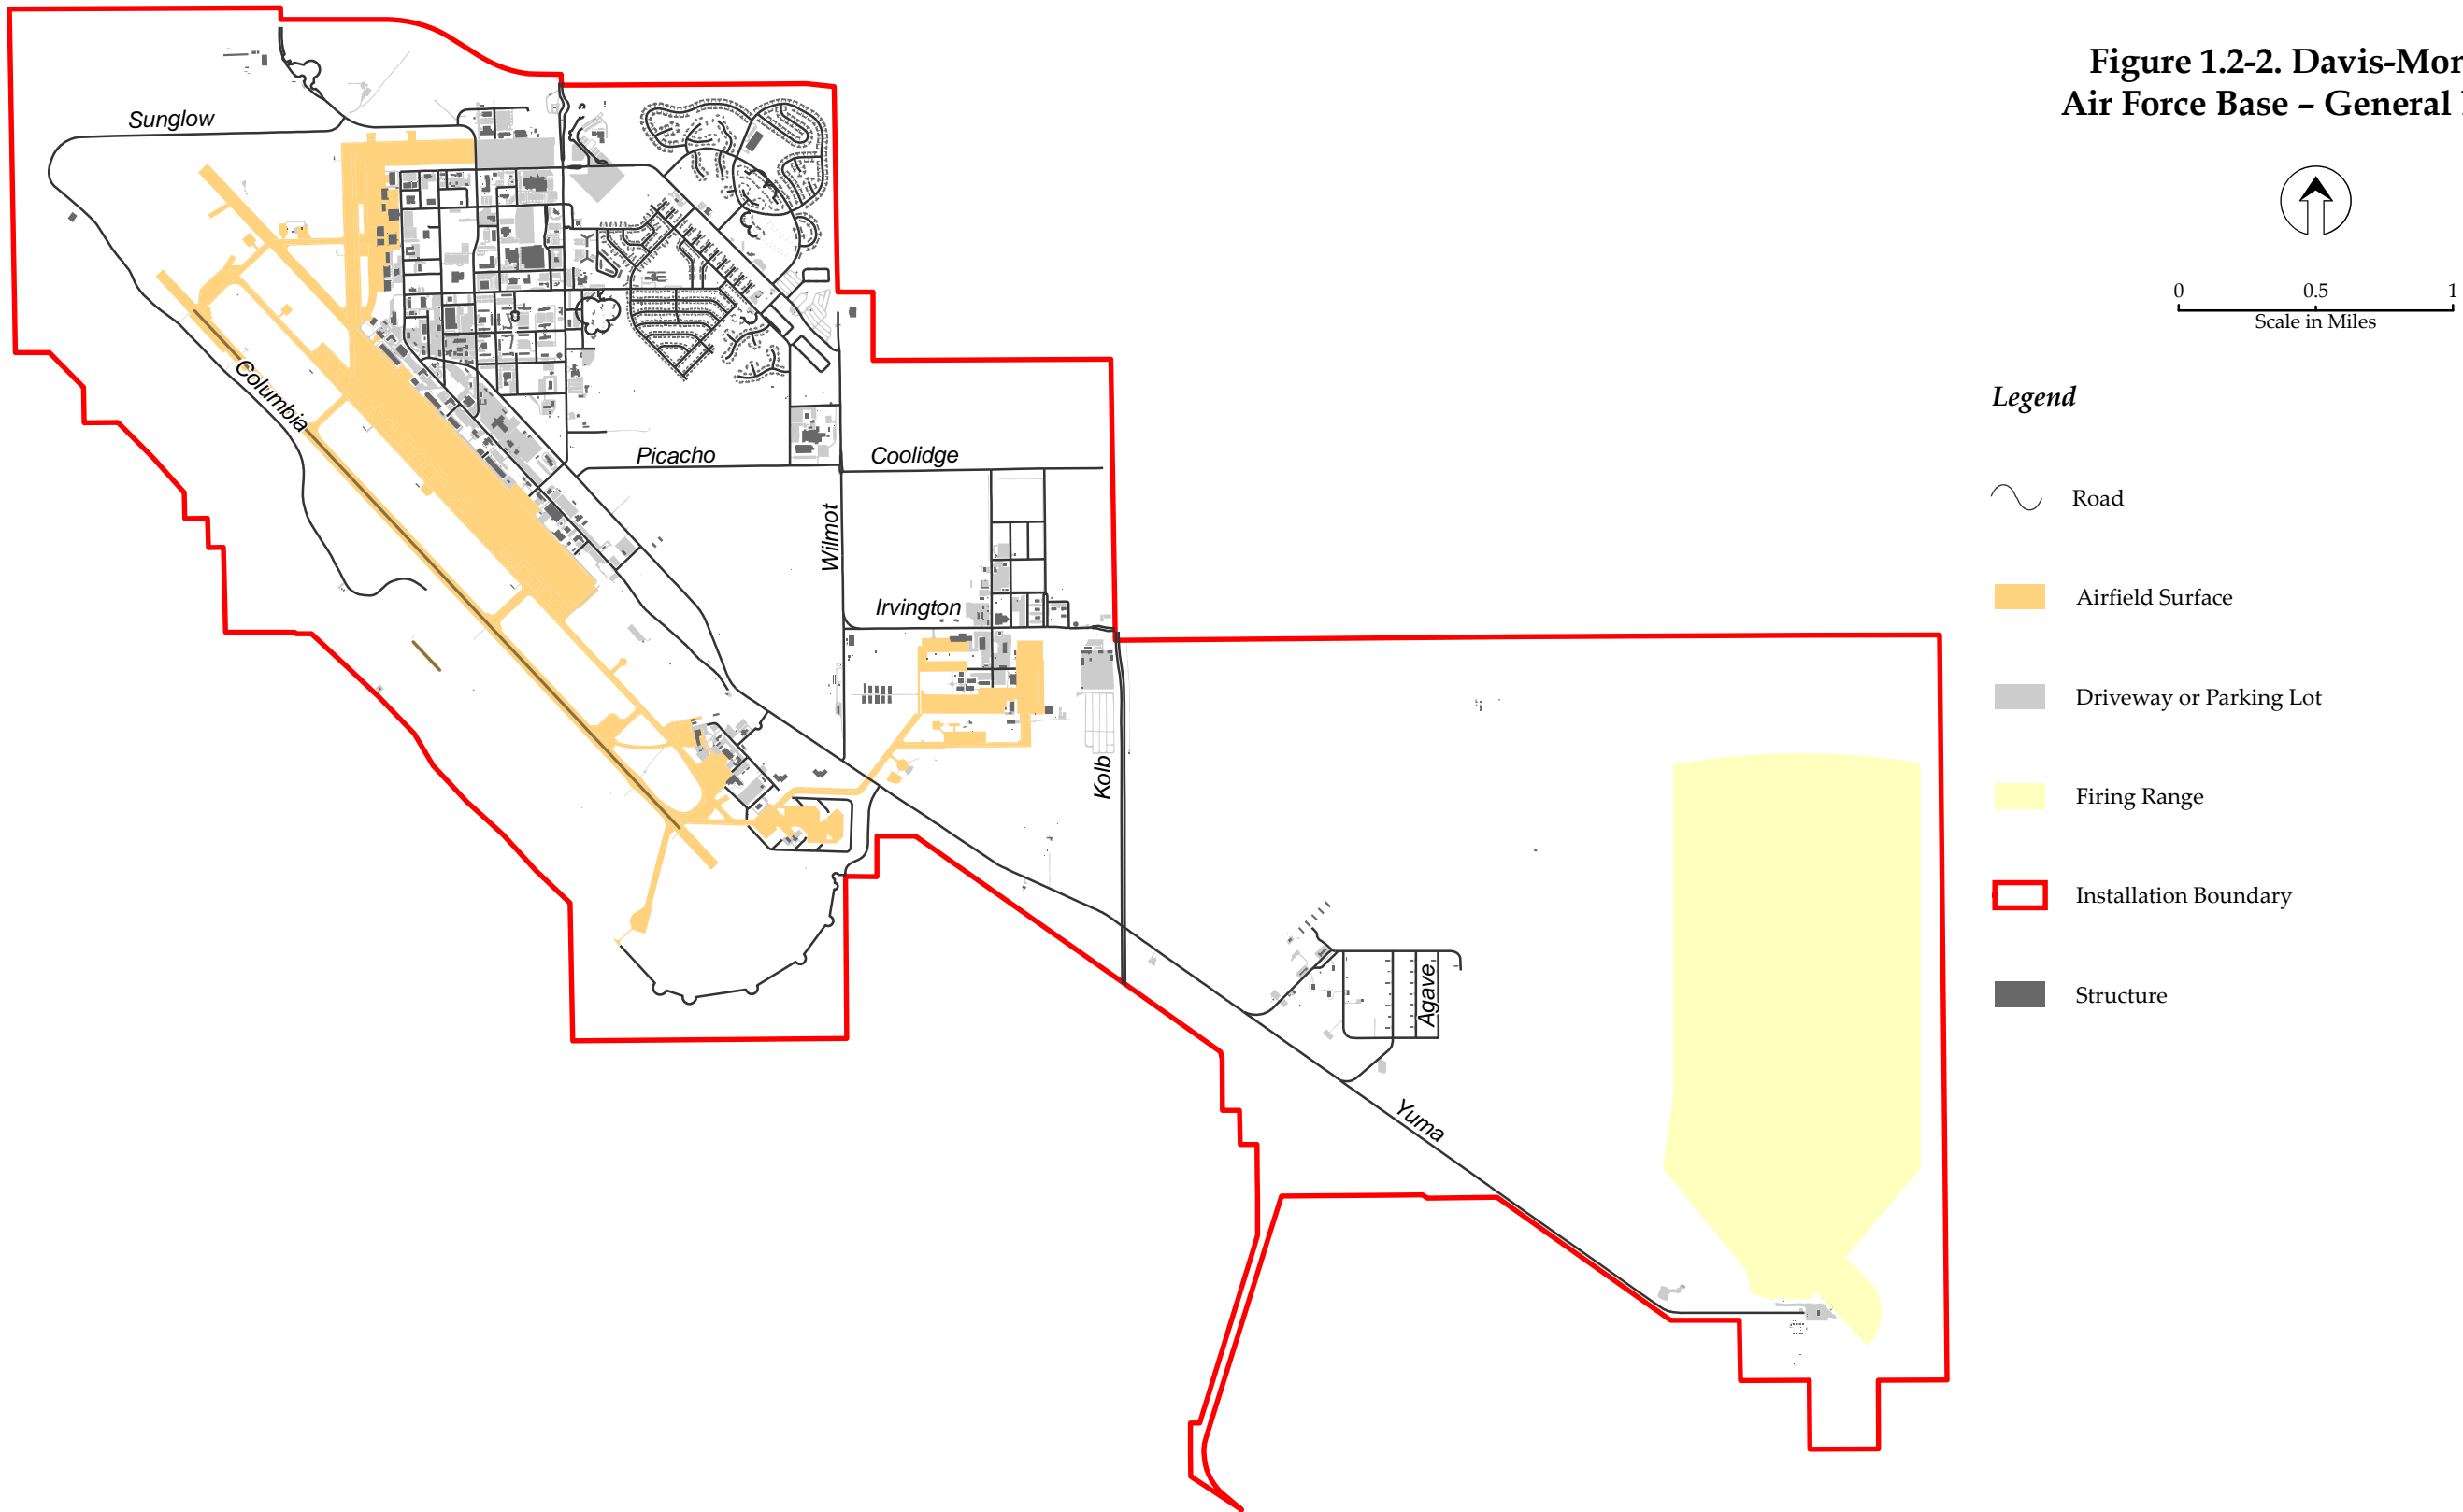 Figure 1.2-2. Davis-Mon
Air Force Base – General
0 0.5 1
Scale in Miles
Legend
Road
Airfield Surface
Driveway or Parking Lot
Firing Range
Installation Boundary
Structure
Sunglow
Columbia
Picacho
Coolidge
Wilmot
Irvington
Kolb
Agave
Yuma